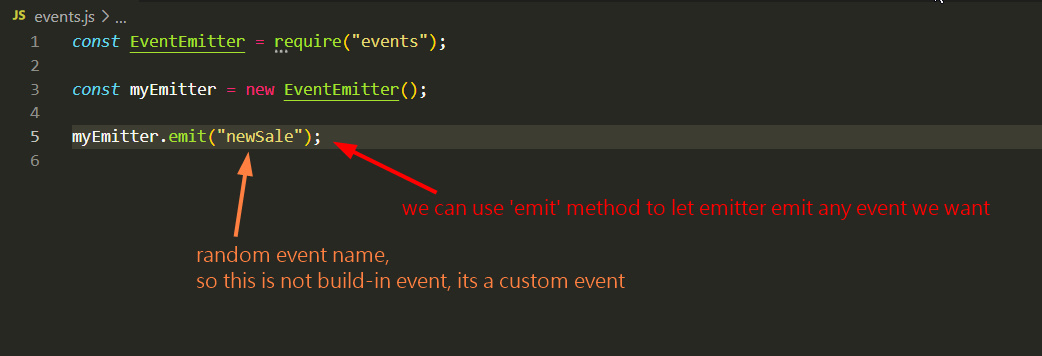 JS events.js > ...
1 const EventEmitter = require("events");
2
3 const myEmitter = new EventEmitter();
4
5 myEmitter.emit("newSale");
6
we can use 'emit' method to let emitter emit any event we want
random event name,
so this is not build-in event, its a custom event